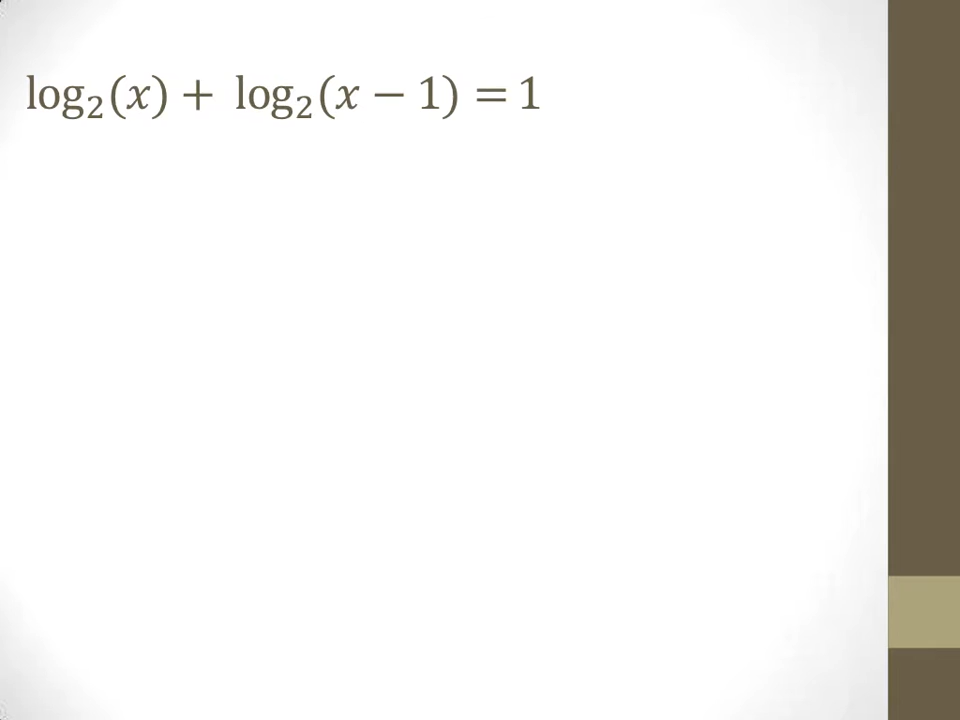 log₂(x) + log₂(x − 1) = 1